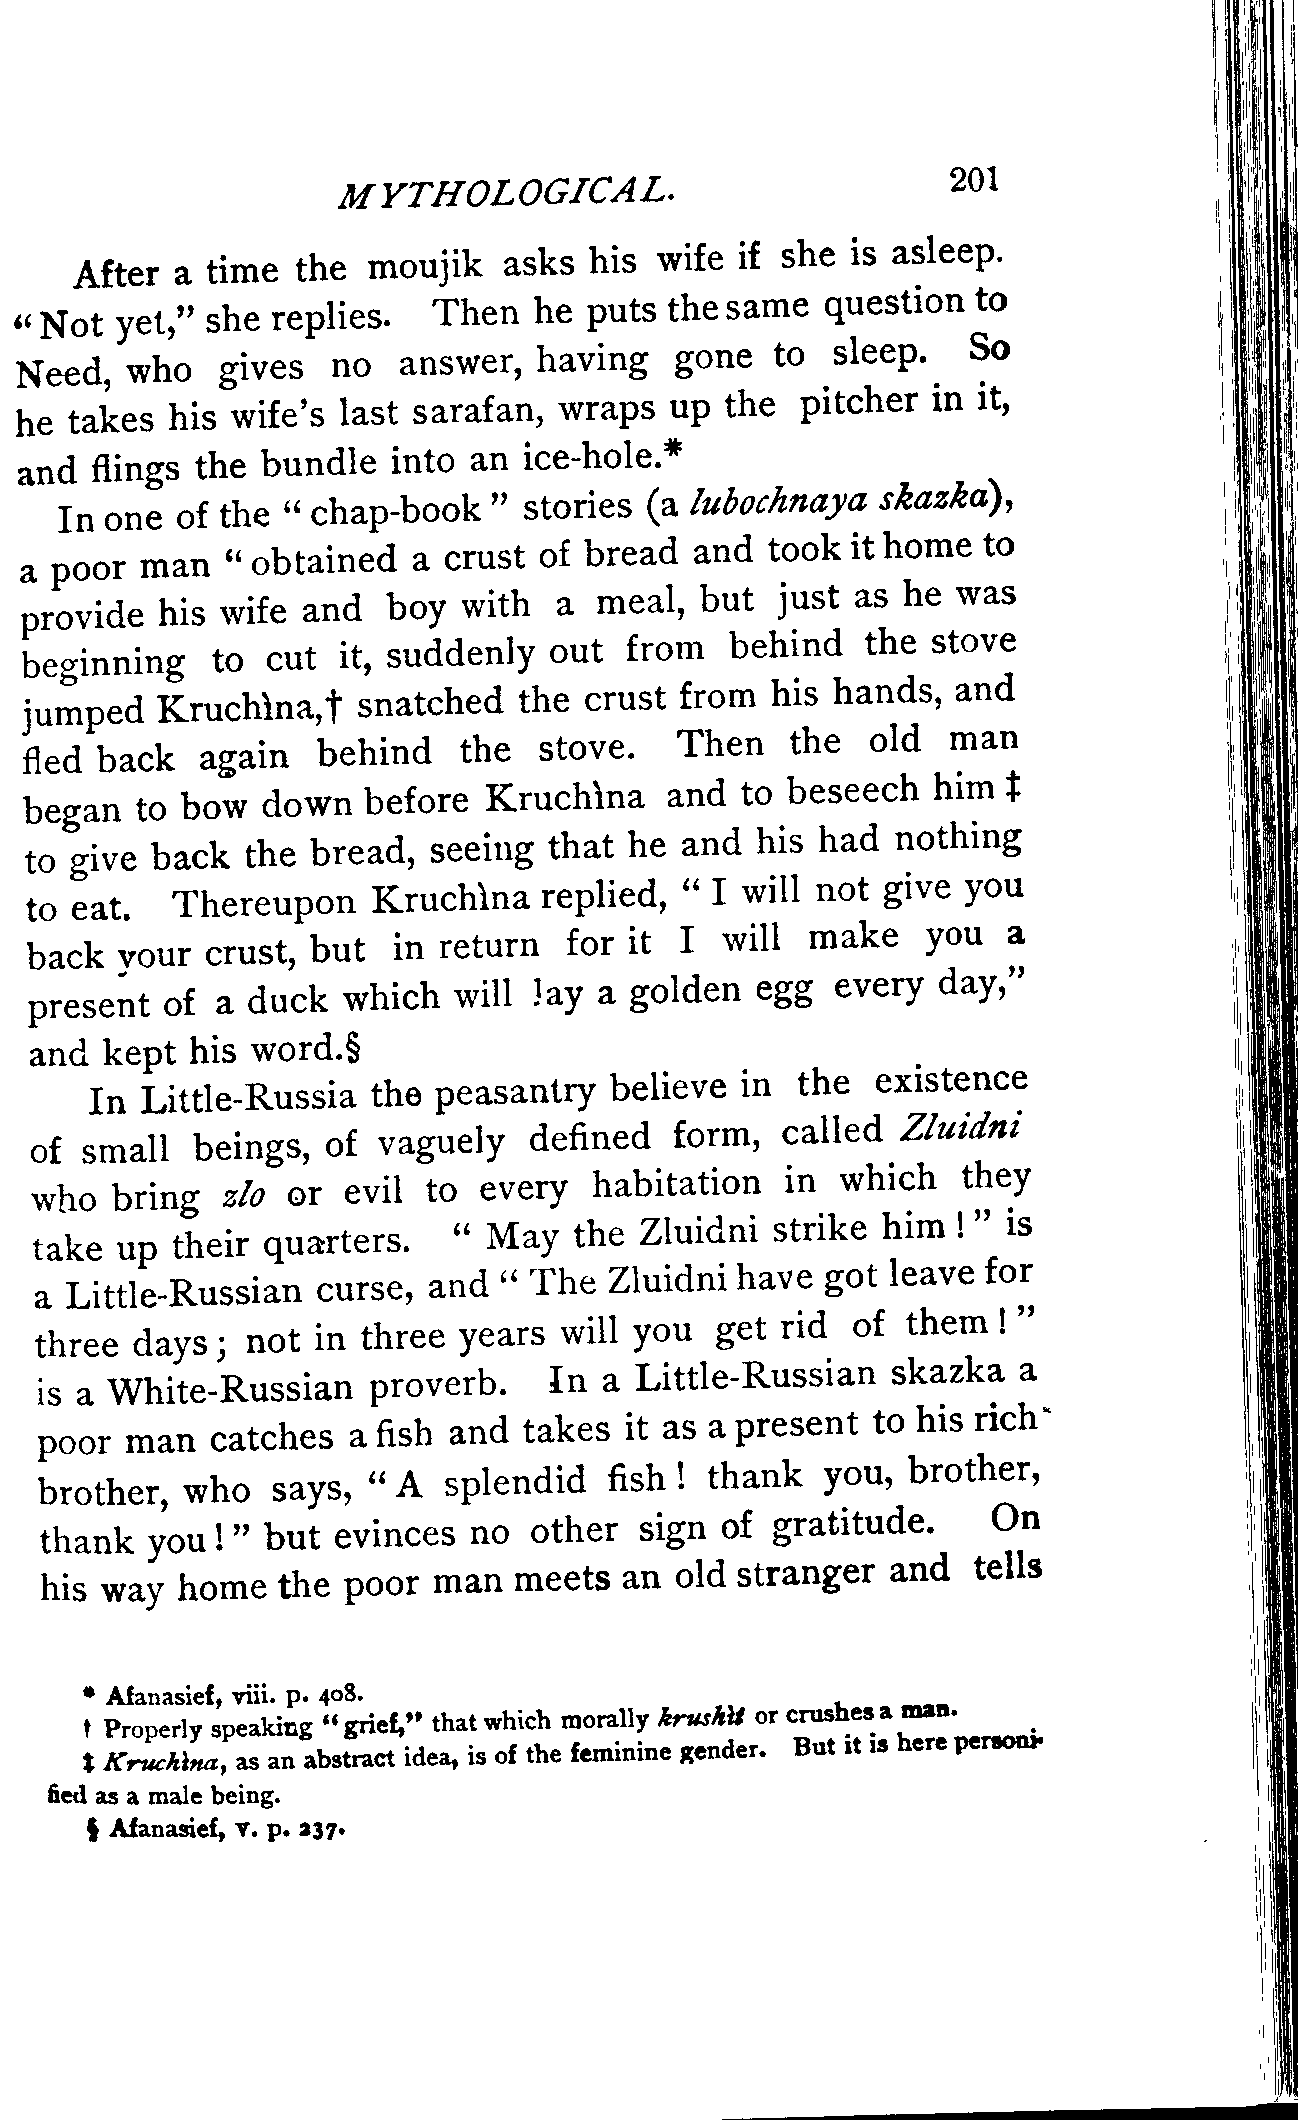 MYTHOLOGICAL. 201
After a time the moujik asks his wife if she is asleep.
“Not yet,” she replies. Then he puts the same question to
Need, who gives no answer, having gone to sleep. So
he takes his wife’s last sarafan, wraps up the pitcher in it,
and flings the bundle into an ice-hole.*
In one of the “chap-book” stories (a lubochnaya skazka),
a poor man “obtained a crust of bread and took it home to
provide his wife and boy with a meal, but just as he was
beginning to cut it, suddenly out from behind the stove
jumped Kruchìna,† snatched the crust from his hands, and
fled back again behind the stove. Then the old man
began to bow down before Kruchìna and to beseech him ‡
to give back the bread, seeing that he and his had nothing
to eat. Thereupon Kruchìna replied, “I will not give you
back your crust, but in return for it I will make you a
present of a duck which will lay a golden egg every day,”
and kept his word.§
In Little-Russia the peasantry believe in the existence
of small beings, of vaguely defined form, called Zluidni
who bring zlo or evil to every habitation in which they
take up their quarters. “May the Zluidni strike him!” is
a Little-Russian curse, and “The Zluidni have got leave for
three days; not in three years will you get rid of them!”
is a White-Russian proverb. In a Little-Russian skazka a
poor man catches a fish and takes it as a present to his rich
brother, who says, “A splendid fish! thank you, brother,
thank you!” but evinces no other sign of gratitude. On
his way home the poor man meets an old stranger and tells
* Afanasief, viii. p. 408.
† Properly speaking “grief,” that which morally krushìt or crushes a man.
‡ Kruchìna, as an abstract idea, is of the feminine gender. But it is here personi-
fied as a male being.
§ Afanasief, v. p. 237.